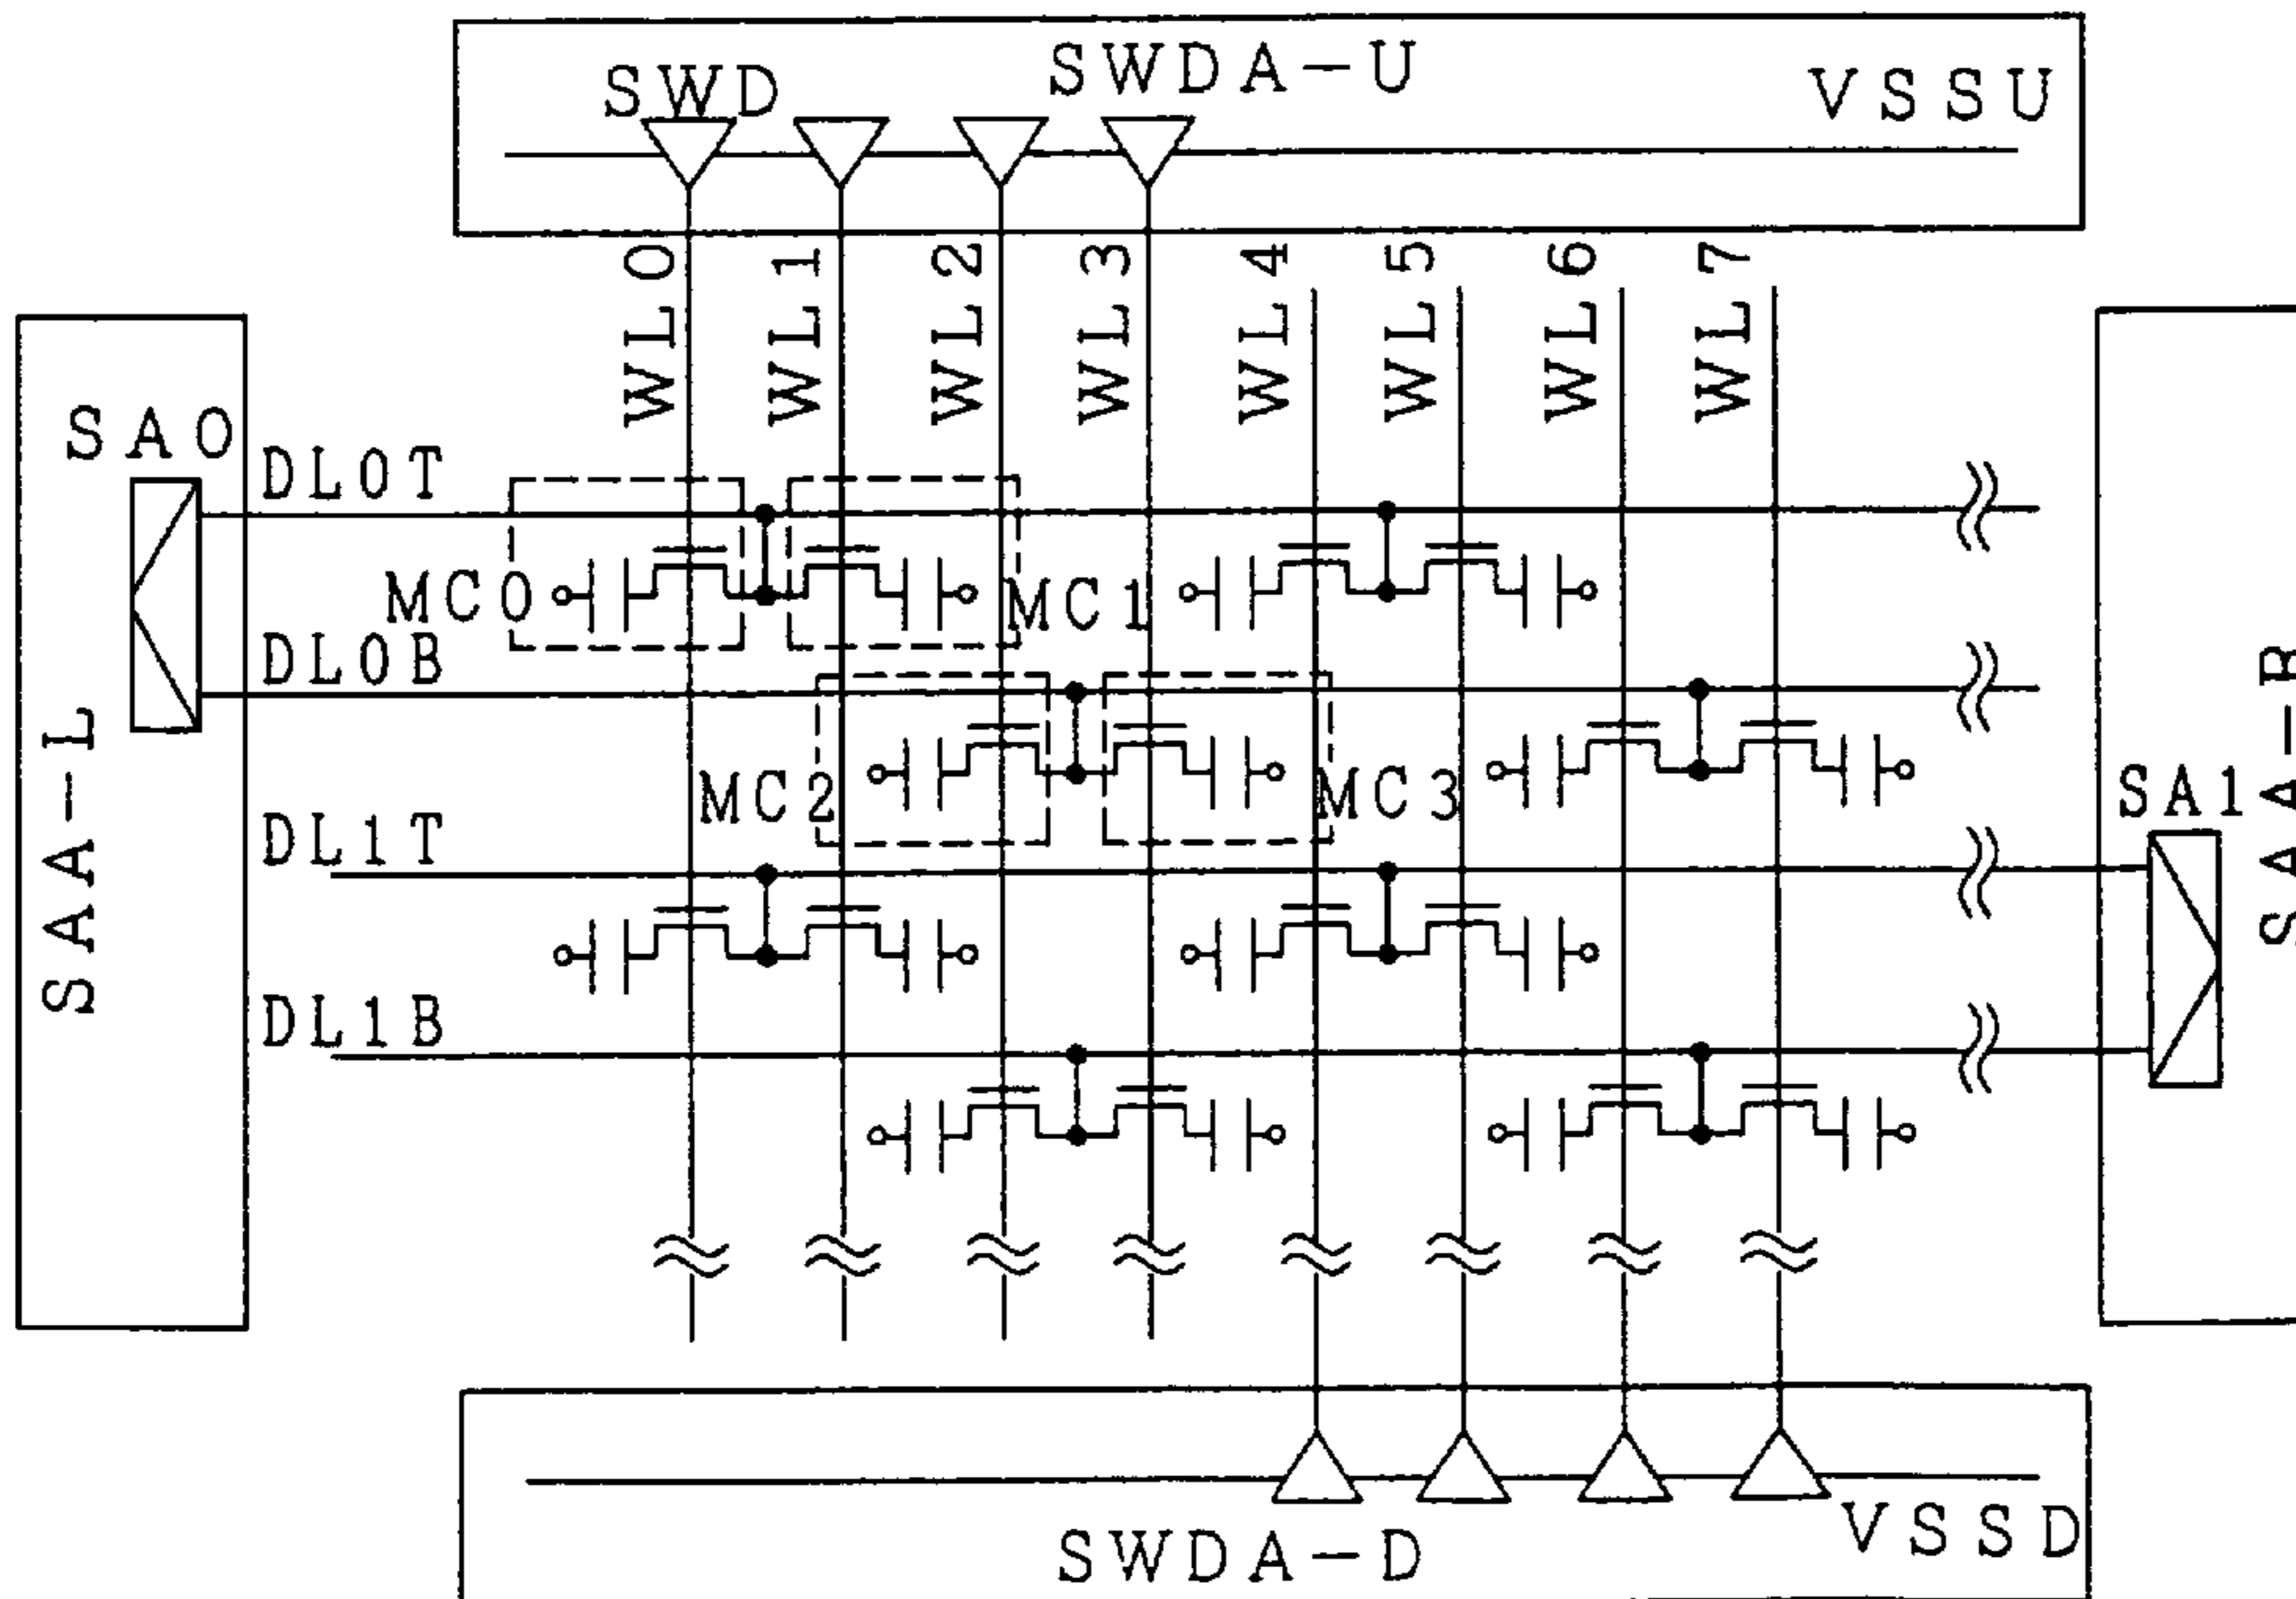 SWD
SWDA-U
VSSU
WL0
WL1
WL2
WL3
WL4
WL5
WL6
WL7
SA0
DL0T
MC0
MC1
DL0B
SAA-L
MC2
MC3
SA1
DL1T
DL1B
SWDA-D
VSSD